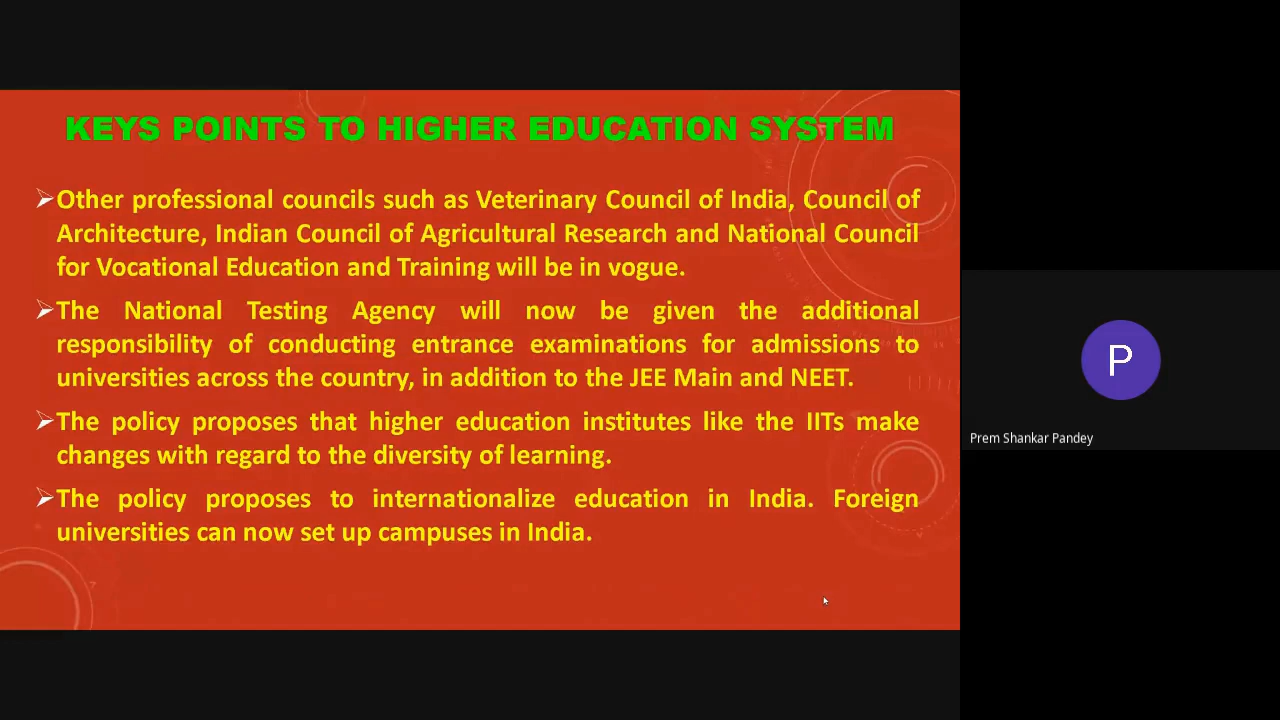 KEYS POINTS TO HIGHER EDUCATION SYSTEM
➢Other professional councils such as Veterinary Council of India, Council of
Architecture, Indian Council of Agricultural Research and National Council
for Vocational Education and Training will be in vogue.
➢The National Testing Agency will now be given the additional
responsibility of conducting entrance examinations for admissions to
universities across the country, in addition to the JEE Main and NEET.
➢The policy proposes that higher education institutes like the IITs make
changes with regard to the diversity of learning.
➢The policy proposes to internationalize education in India. Foreign
universities can now set up campuses in India.
P
Prem Shankar Pandey